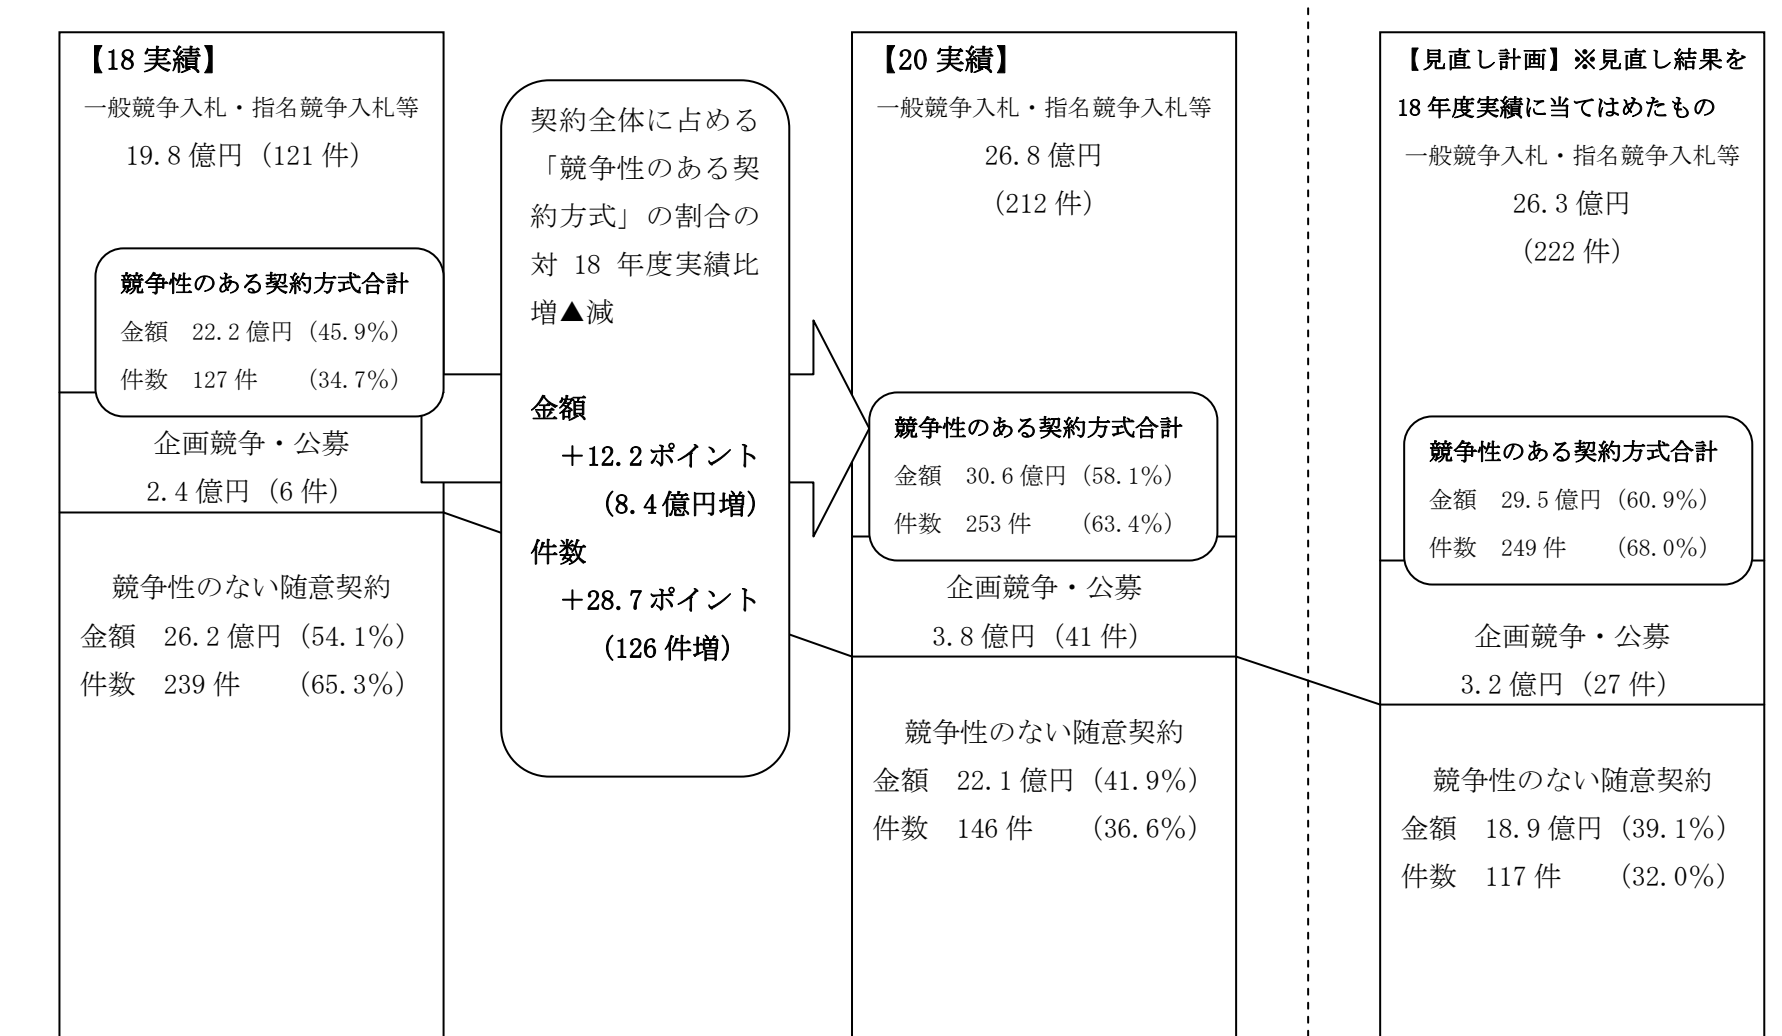 【18 実績】
一般競争入札・指名競争入札等
19.8 億円（121 件）
競争性のある契約方式合計
金額　22.2 億円（45.9％）
件数　127 件　　（34.7％）
企画競争・公募
2.4 億円（6 件）
競争性のない随意契約
金額　26.2 億円（54.1％）
件数　239 件　　（65.3％）
契約全体に占める
「競争性のある契
約方式」の割合の
対 18 年度実績比
増▲減
金額
＋12.2 ポイント
（8.4 億円増）
件数
＋28.7 ポイント
（126 件増）
【20 実績】
一般競争入札・指名競争入札等
26.8 億円
（212 件）
競争性のある契約方式合計
金額　30.6 億円（58.1％）
件数　253 件　　（63.4％）
企画競争・公募
3.8 億円（41 件）
競争性のない随意契約
金額　22.1 億円（41.9％）
件数　146 件　　（36.6％）
【見直し計画】※見直し結果を
18 年度実績に当てはめたもの
一般競争入札・指名競争入札等
26.3 億円
（222 件）
競争性のある契約方式合計
金額　29.5 億円（60.9％）
件数　249 件　　（68.0％）
企画競争・公募
3.2 億円（27 件）
競争性のない随意契約
金額　18.9 億円（39.1％）
件数　117 件　　（32.0％）